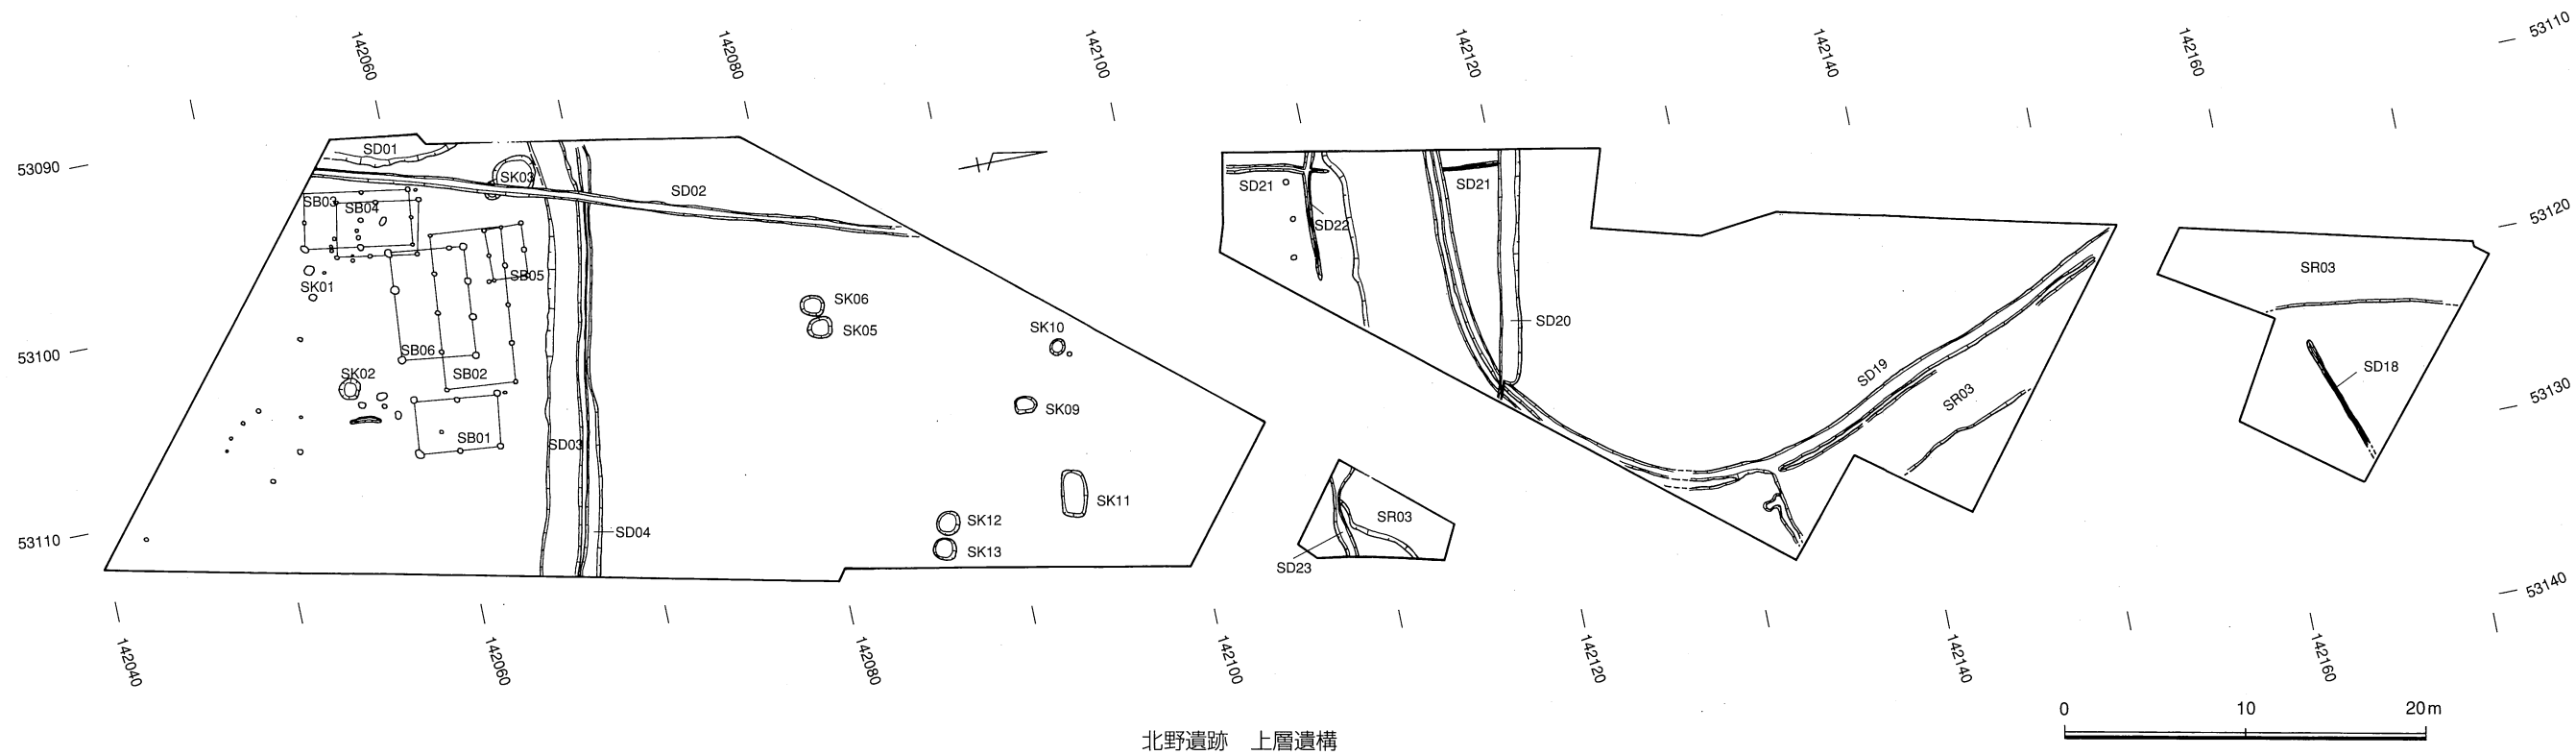 142060
142080
142100
142120
142140
142160
53110
53090
53100
53110
53120
53130
53140
SD01
SK03
SD02
SB03
SB04
SK01
SB05
SB06
SB02
SK02
SB01
SD03
SD04
SK06
SK05
SK10
SK09
SK11
SK12
SK13
SD21
SD22
SD21
SD20
SD19
SR03
SR03
SD23
SR03
SD18
142040
142060
142080
142100
142120
142140
142160
0 10 20m
北野遺跡 上層遺構